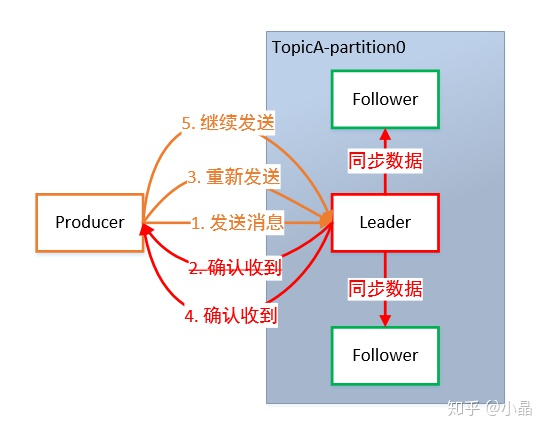 TopicA-partition0
Follower
5. 继续发送
同步数据
3. 重新发送
Producer
1. 发送消息
Leader
2. 确认收到
同步数据
4. 确认收到
Follower
知乎 @小晶